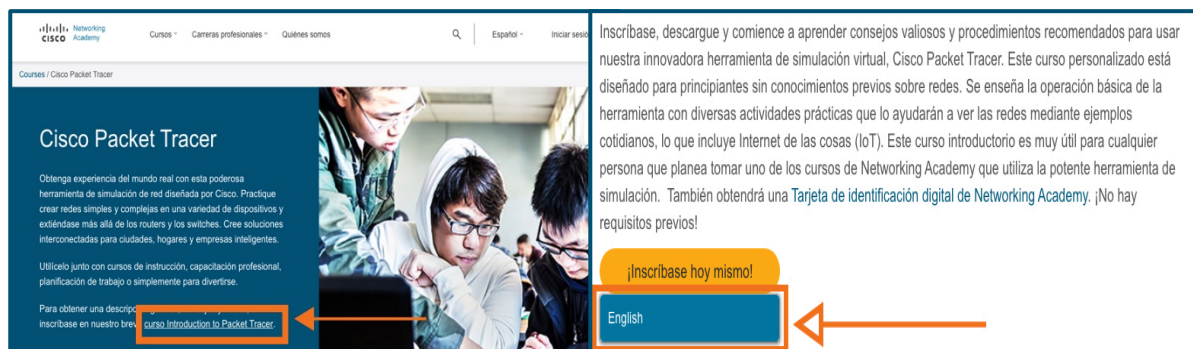 Networking
CISCO Academy
Cursos
Carreras profesionales
Quiénes somos
Español
Iniciar sesió
Courses / Cisco Packet Tracer
Cisco Packet Tracer
Obtenga experiencia del mundo real con esta poderosa
herramienta de simulación de red diseñada por Cisco. Practique
crear redes simples y complejas en una variedad de dispositivos y
extiéndase más allá de los routers y los switches. Cree soluciones
interconectadas para ciudades, hogares y empresas inteligentes.
Utilícelo junto con cursos de instrucción, capacitación profesional,
planificación de trabajo o simplemente para divertirse.
Para obtener una descripc
inscríbase en nuestro brev curso Introduction to Packet Tracer.
Inscríbase, descargue y comience a aprender consejos valiosos y procedimientos recomendados para usar
nuestra innovadora herramienta de simulación virtual, Cisco Packet Tracer. Este curso personalizado está
diseñado para principiantes sin conocimientos previos sobre redes. Se enseña la operación básica de la
herramienta con diversas actividades prácticas que lo ayudarán a ver las redes mediante ejemplos
cotidianos, lo que incluye Internet de las cosas (IoT). Este curso introductorio es muy útil para cualquier
persona que planea tomar uno de los cursos de Networking Academy que utiliza la potente herramienta de
simulación. También obtendrá una Tarjeta de identificación digital de Networking Academy. ¡No hay
requisitos previos!
¡Inscríbase hoy mismo!
English